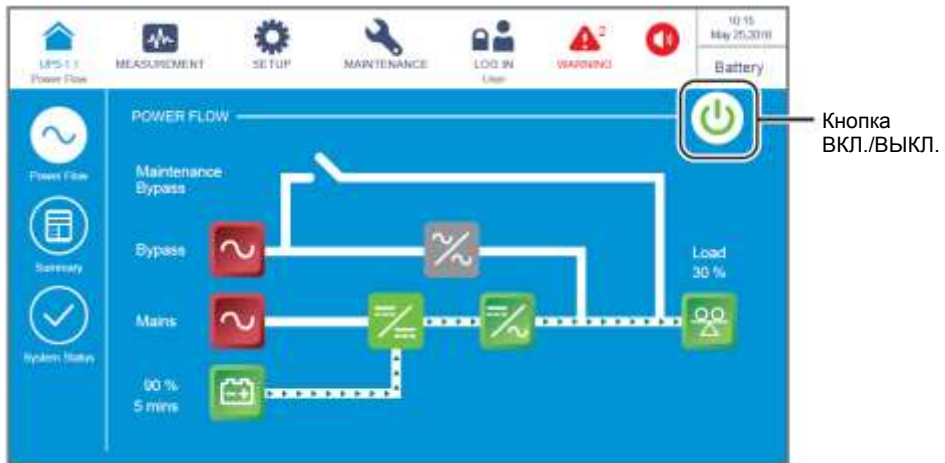 10:15
May 25,2018
UPS-1.1
MEASUREMENT
SETUP
MAINTENANCE
LOG IN
WARNING
2
Battery
Power Flow
User
POWER FLOW
Кнопка
ВКЛ./ВЫКЛ.
Power Flow
Maintenance
Bypass
Bypass
Load
30 %
Summary
Mains
System Status
90 %
5 mins